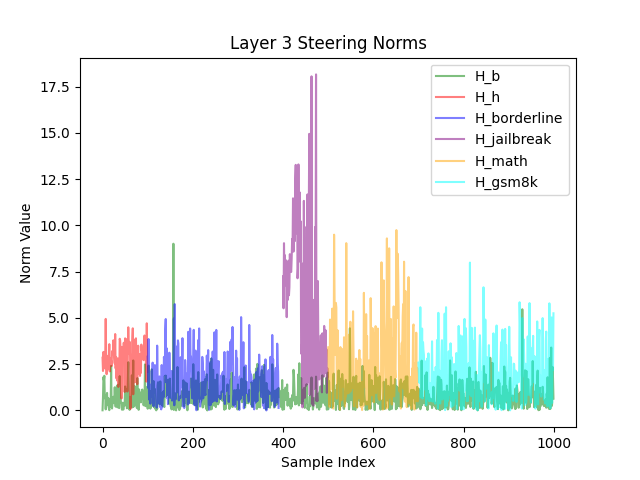 Layer 3 Steering Norms
Norm Value
17.5
15.0
12.5
10.0
7.5
5.0
2.5
0.0
H_b
H_h
H_borderline
H_jailbreak
H_math
H_gsm8k
0 200 400 600 800 1000
Sample Index